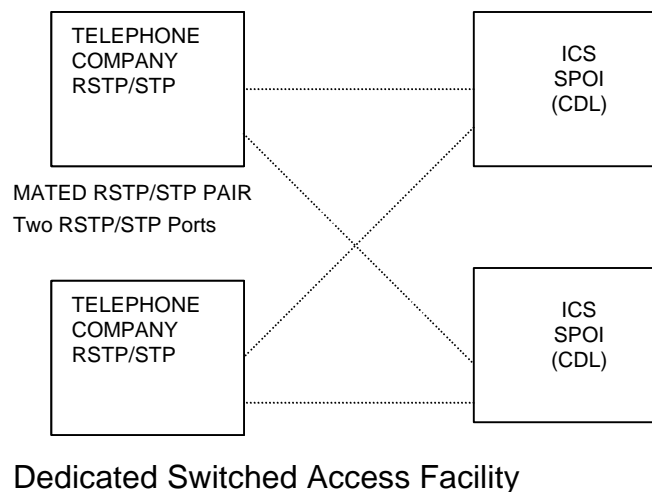 TELEPHONE
COMPANY
RSTP/STP
ICS
SPOI
(CDL)
MATED RSTP/STP PAIR
Two RSTP/STP Ports
TELEPHONE
COMPANY
RSTP/STP
ICS
SPOI
(CDL)
Dedicated Switched Access Facility